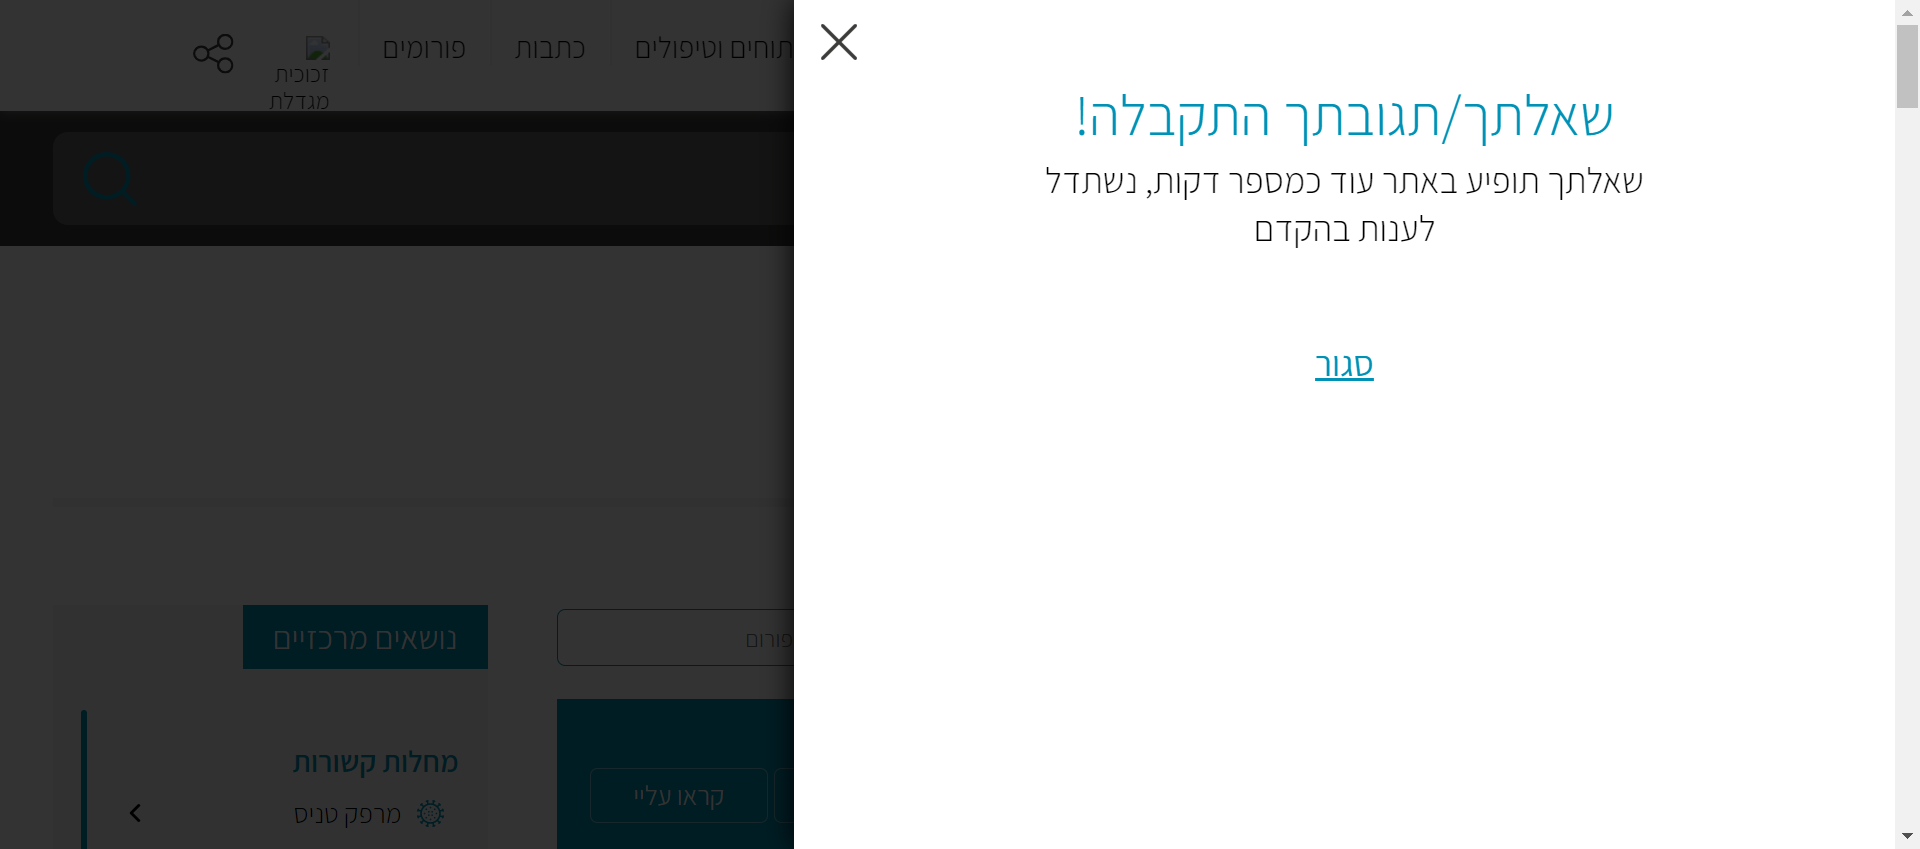 תוחים וטיפולים
כתבות
פורומים
זכוכית
מגדלת
שאלתך/תגובתך התקבלה!
שאלתך תופיע באתר עוד כמספר דקות, נשתדל
לענות בהקדם
סגור
פורום
נושאים מרכזיים
מחלות קשורות
קראו עליי
מרפק טניס